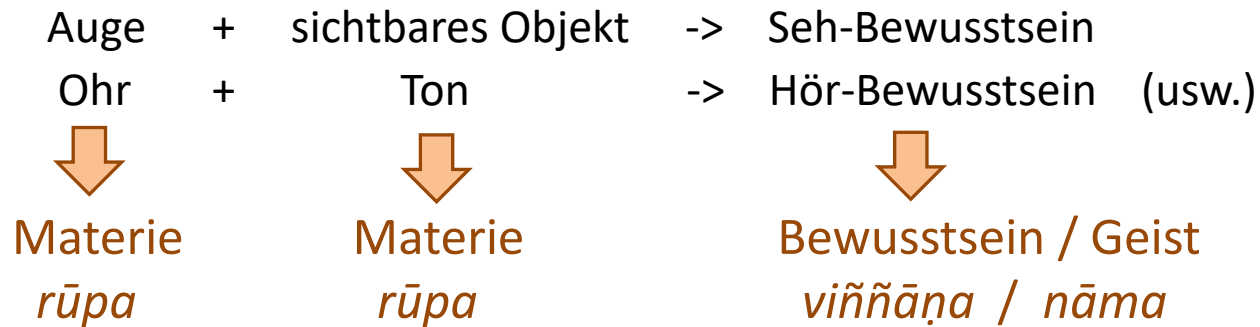 Auge + sichtbares Objekt -> Seh-Bewusstsein
Ohr + Ton -> Hör-Bewusstsein (usw.)
Materie Materie Bewusstsein / Geist
rūpa rūpa viññāṇa / nāma